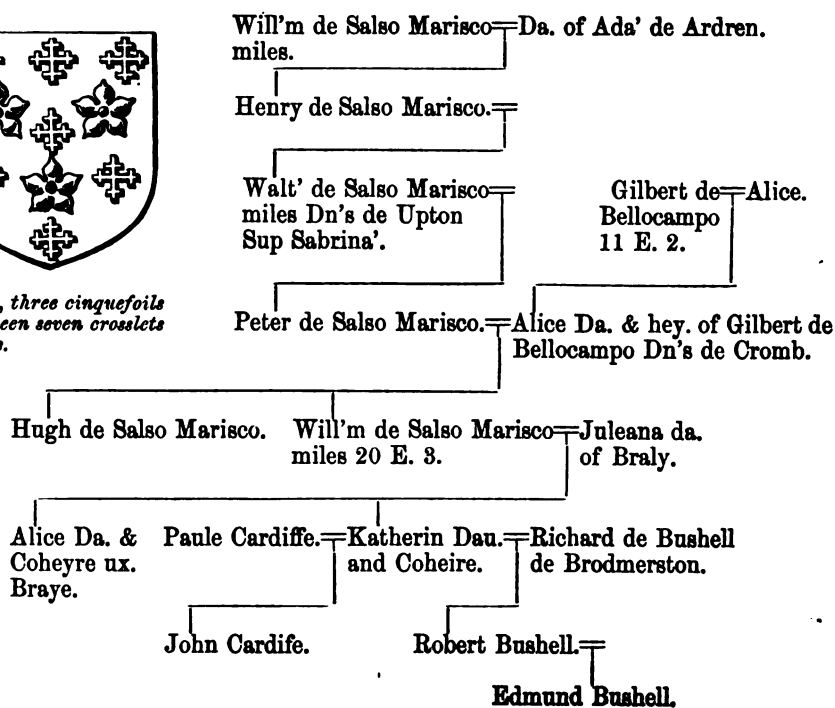 Will'm de Salso Marisco Da. of Ada' de Ardren.
miles.
Henry de Salso Marisco.
Walt' de Salso Marisco
miles Dn's de Upton
Sup Sabrina'.
Gilbert de Alice.
Bellocampo
11 E. 2.
, three cinquefoils
een seven crosslets
Peter de Salso Marisco. Alice Da. & hey. of Gilbert de
Bellocampo Dn's de Cromb.
Hugh de Salso Marisco.
Will'm de Salso Marisco Juleana da.
miles 20 E. 3. of Braly.
Alice Da. &
Coheyre ux.
Braye.
Paule Cardiffe. Katherin Dau. Richard de Bushell
and Coheire. de Brodmerston.
John Cardife.
Robert Bushell.
Edmund Bushell.